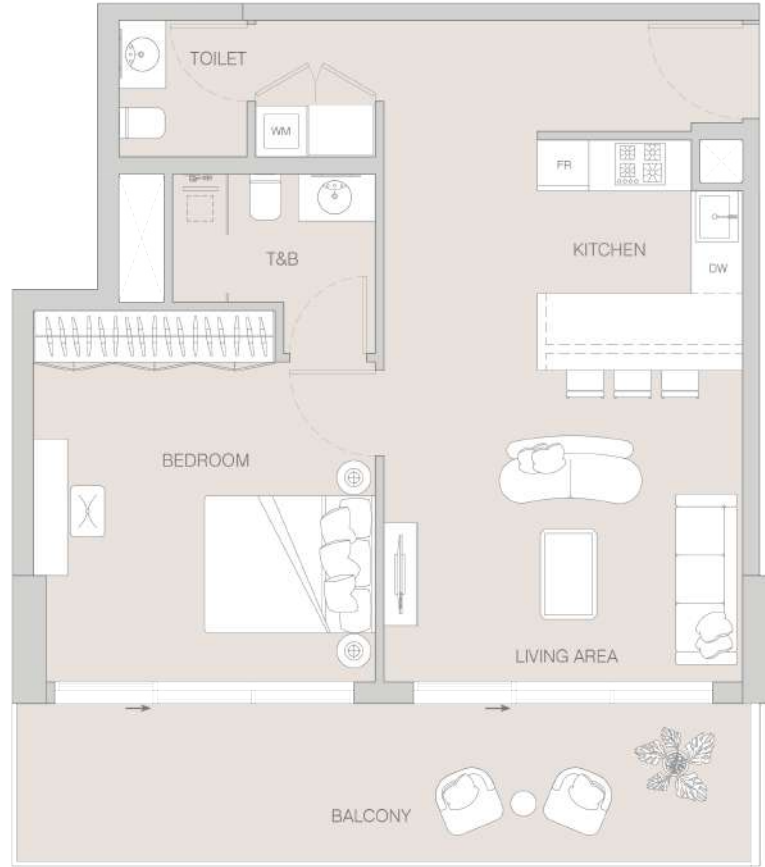 TOILET
WM
FR
T&B
KITCHEN
DW
BEDROOM
LIVING AREA
BALCONY